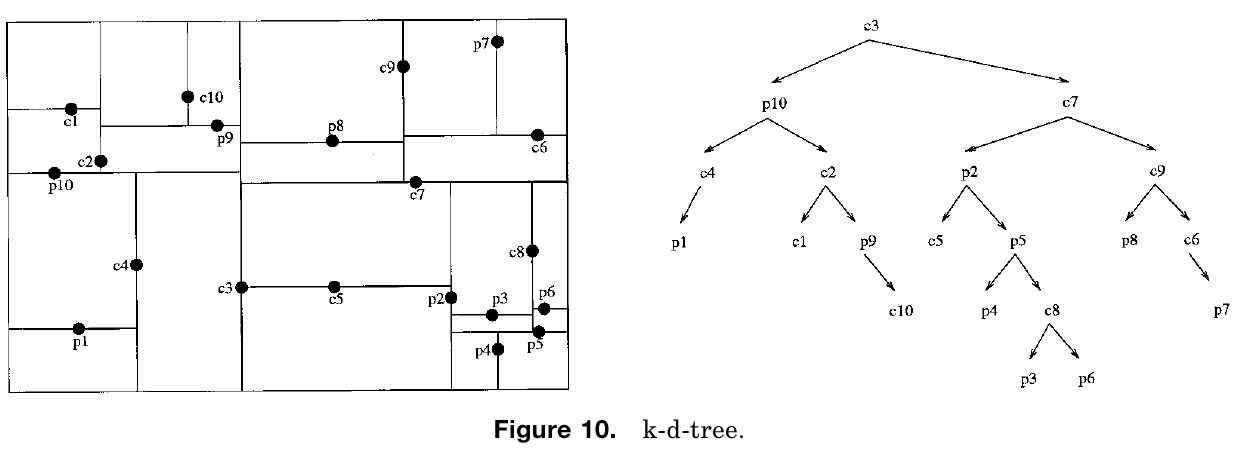 p7
c9
c10
c1
p9
p8
c6
c2
p10
c7
c8
c4
c3
c5
p2
p3
p6
p1
p4
p5
c3
p10 c7
c4 c2 p2 c9
p1 c1 p9 c5 p5 p8 c6
c10 p4 c8 p7
p3 p6
Figure 10. k-d-tree.